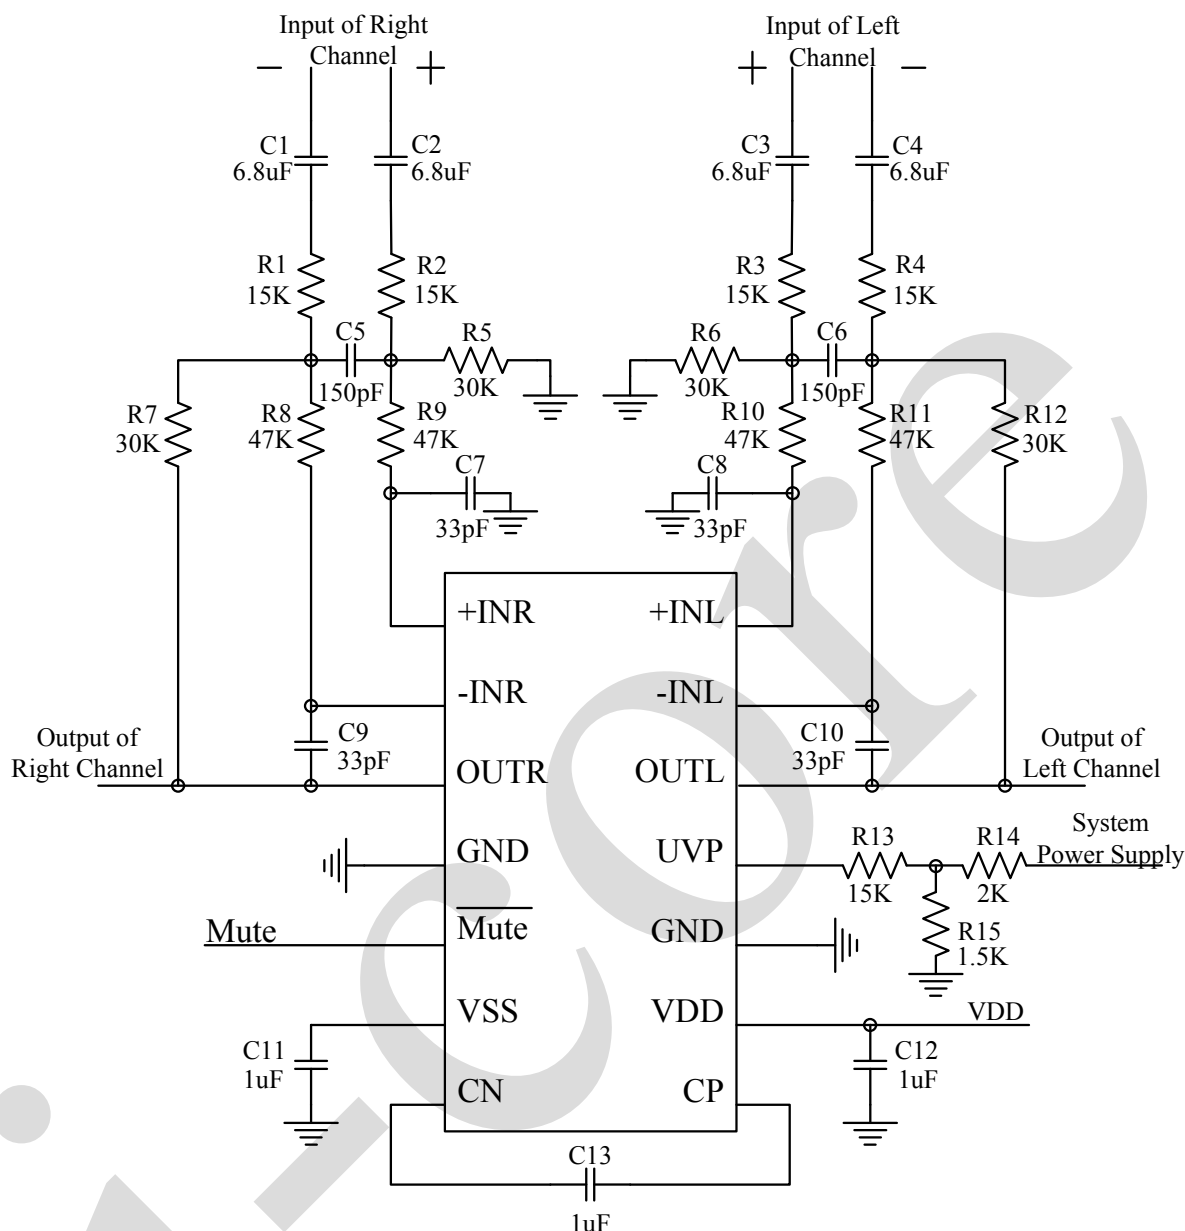 Input of Right
Channel
− +
Input of Left
Channel
+ −
C1
6.8uF
C2
6.8uF
C3
6.8uF
C4
6.8uF
R1
15K
R2
15K
R3
15K
R4
15K
C5
150pF
R5
30K
R6
30K
C6
150pF
R7
30K
R8
47K
R9
47K
R10
47K
R11
47K
R12
30K
C7
33pF
C8
33pF
+INR
+INL
-INR
-INL
C9
33pF
C10
33pF
Output of
Right Channel
OUTR
OUTL
Output of
Left Channel
GND
UVP
R13
15K
R14
2K
System
Power Supply
Mute
Mute
GND
R15
1.5K
VSS
VDD
VDD
C11
1uF
C12
1uF
CN
CP
C13
1uF
i-core